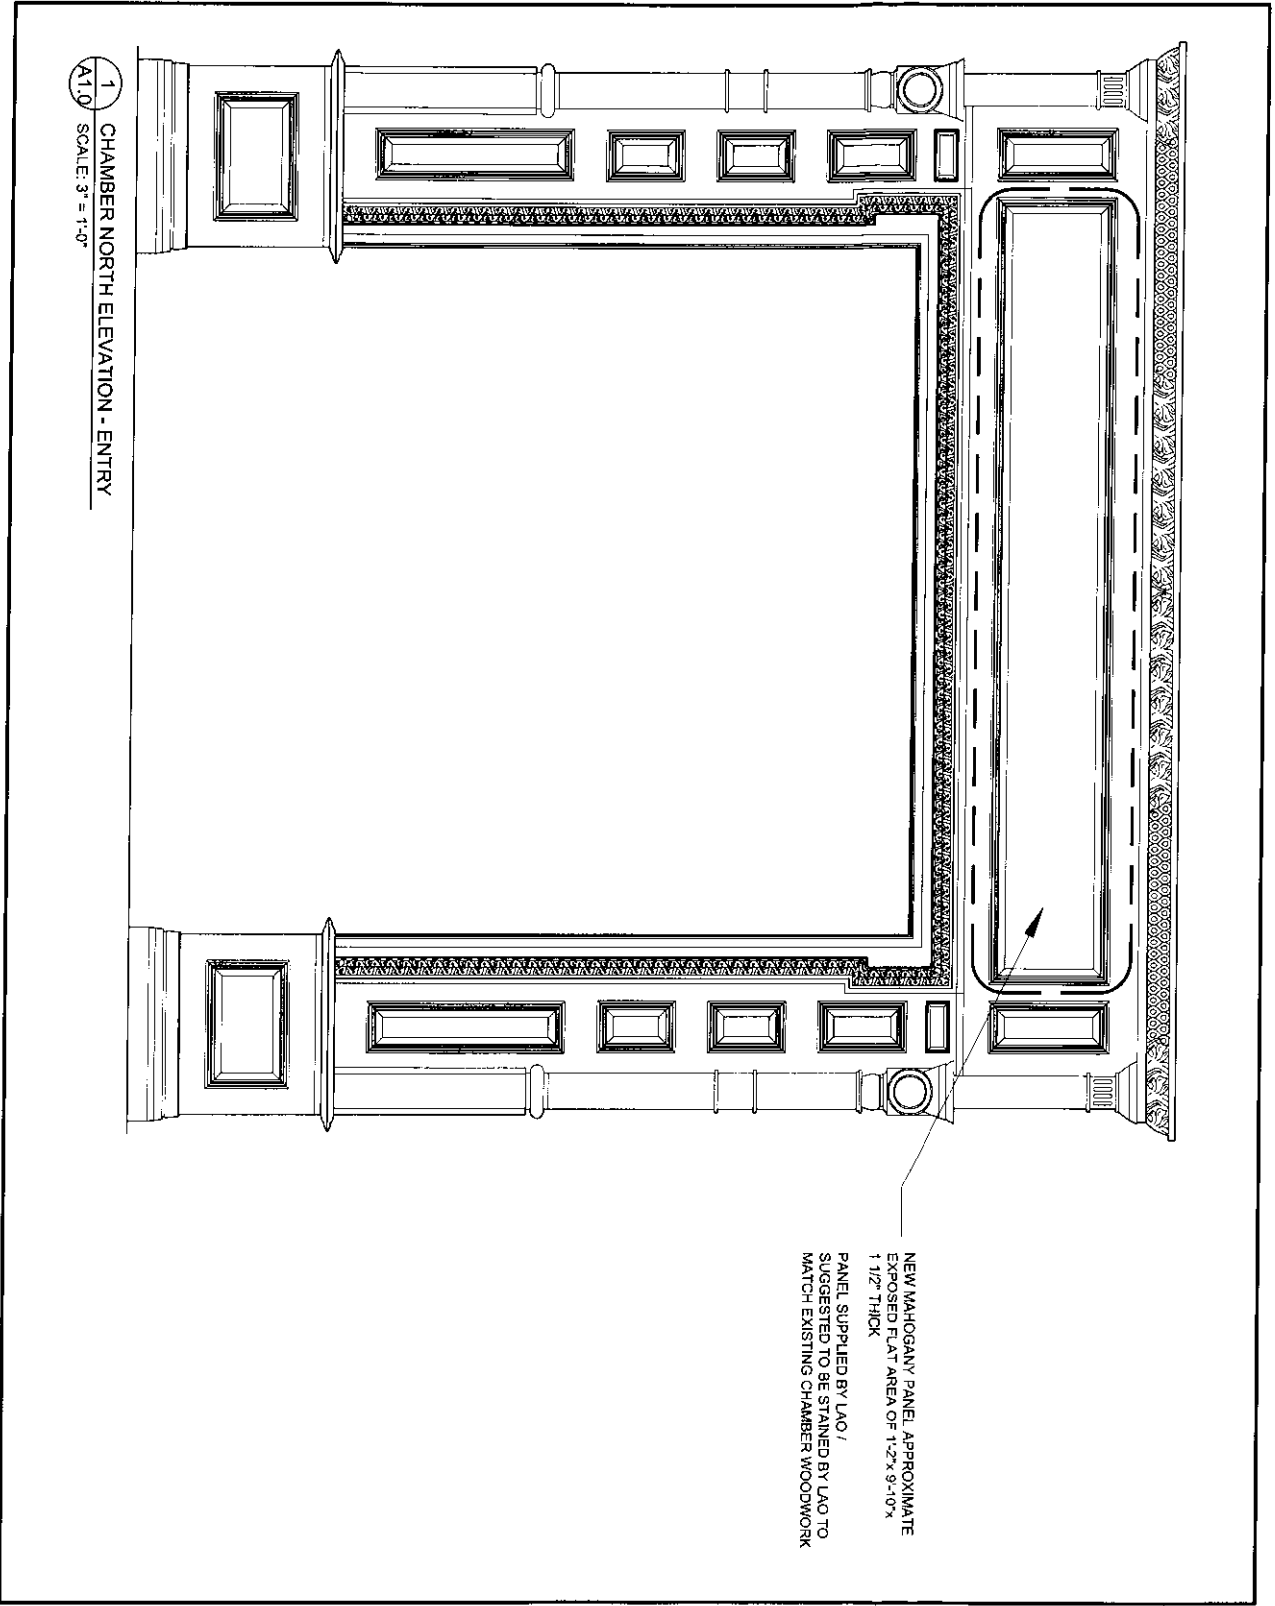 NEW MAHOGANY PANEL APPROXIMATE
EXPOSED FLAT AREA OF 1'-2"x 9'-10"x
1 1/2" THICK
PANEL SUPPLIED BY LAO /
SUGGESTED TO BE STAINED BY LAO TO
MATCH EXISTING CHAMBER WOODWORK
1
A1.0
CHAMBER NORTH ELEVATION - ENTRY
SCALE: 3" = 1'-0"